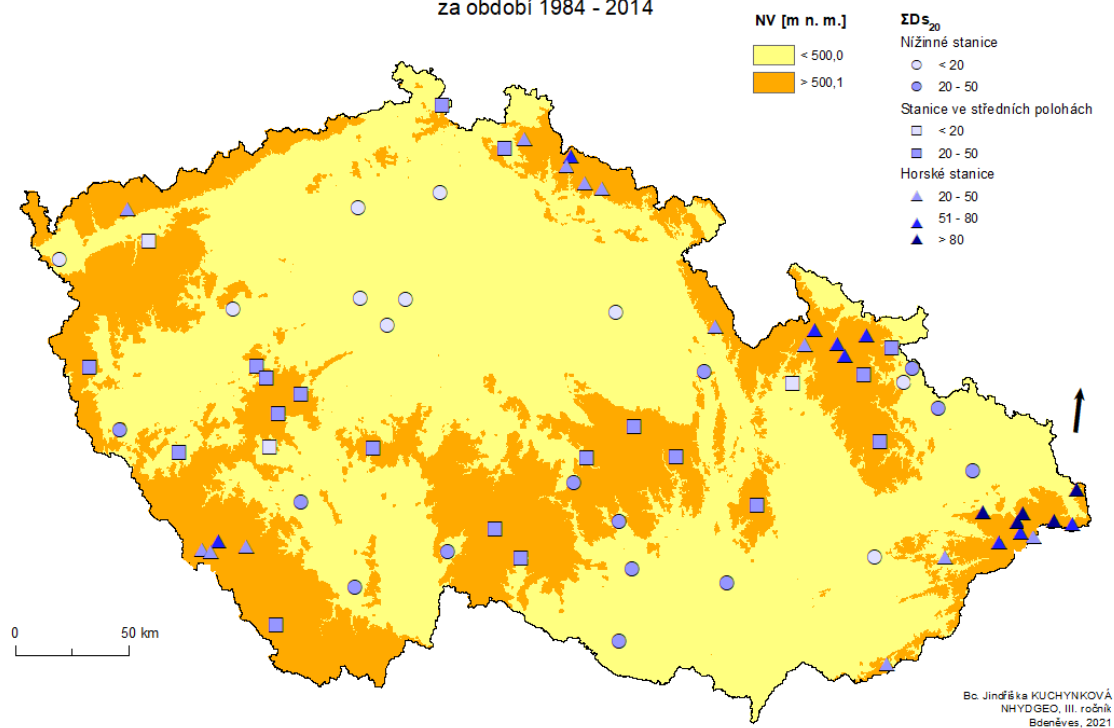 za období 1984 - 2014
NV [m n. m.]
< 500,0
> 500,1
ΣDs20
Nížinné stanice
< 20
20 - 50
Stanice ve středních polohách
< 20
20 - 50
Horské stanice
20 - 50
51 - 80
> 80
0 50 km
Bc. Jindřiška KUCHYNKOVÁ
NHYDGEO, III. ročník
Bdeněves, 2021